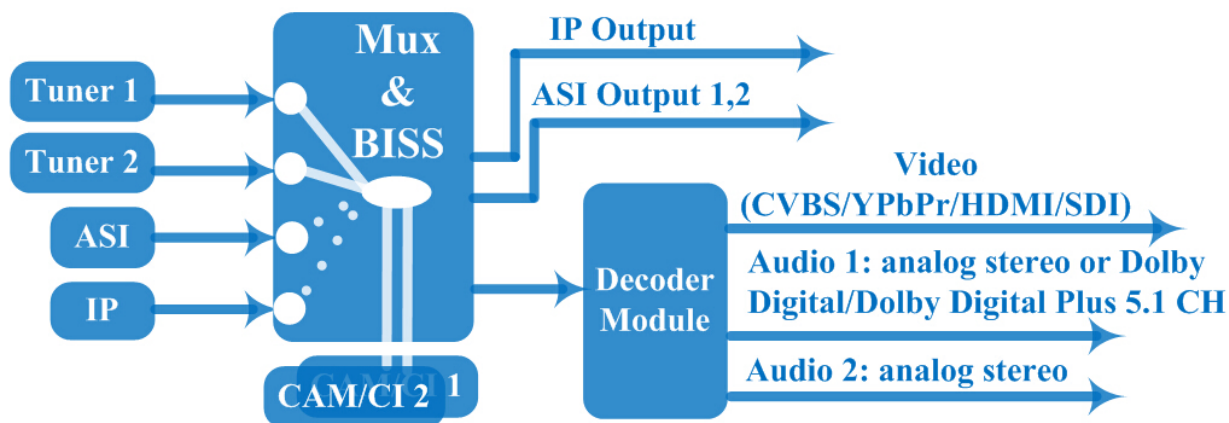 Tuner 1
Tuner 2
ASI
IP
Mux
&
BISS
CAM/CI 1
CAM/CI 2
IP Output
ASI Output 1,2
Decoder
Module
Video
(CVBS/YPbPr/HDMI/SDI)
Audio 1: analog stereo or Dolby
Digital/Dolby Digital Plus 5.1 CH
Audio 2: analog stereo